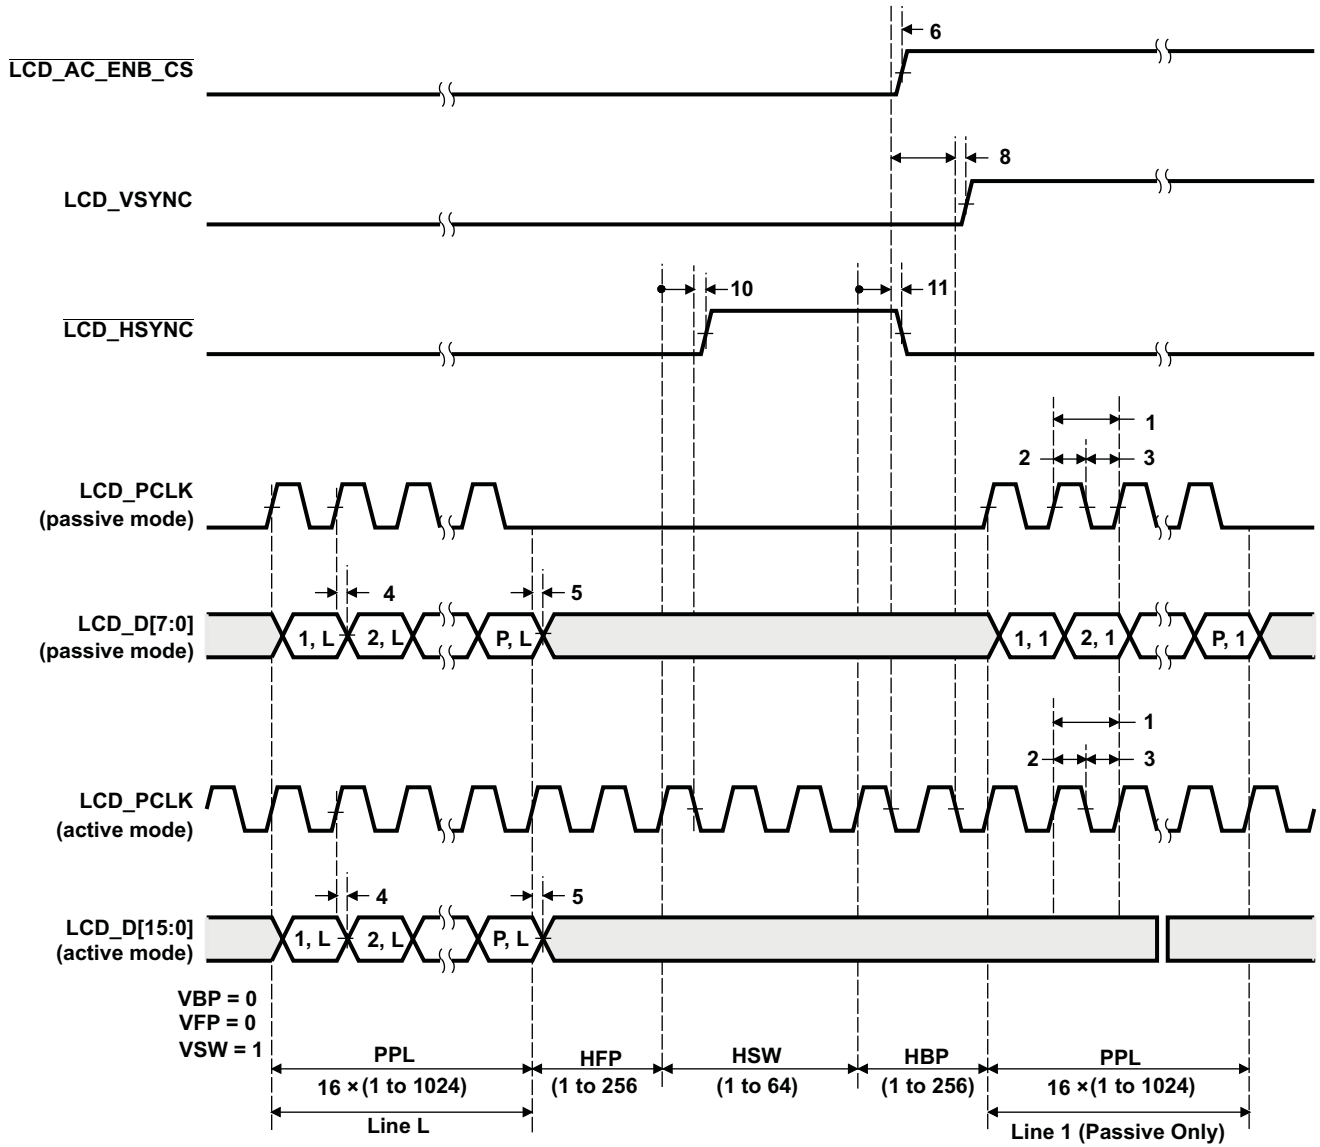 6
LCD_AC_ENB_CS
8
LCD_VSYNC
10
11
LCD_HSYNC
1
2
3
LCD_PCLK
(passive mode)
4
5
LCD_D[7:0]
(passive mode)
1, L
2, L
P, L
1, 1
2, 1
P, 1
1
2
3
LCD_PCLK
(active mode)
4
5
LCD_D[15:0]
(active mode)
1, L
2, L
P, L
VBP = 0
VFP = 0
VSW = 1
PPL
HFP
HSW
HBP
PPL
16 × (1 to 1024)
(1 to 256
(1 to 64)
(1 to 256)
16 × (1 to 1024)
Line L
Line 1 (Passive Only)